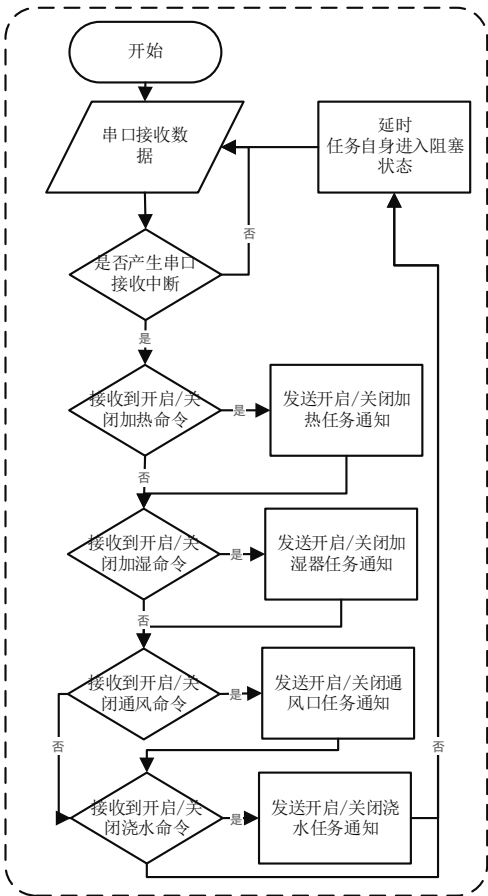 开始
串口接收数
据
延时
任务自身进入阻塞
状态
否
是否产生串口
接收中断
是
接收到开启/关
闭加热命令
是
发送开启/关闭加
热任务通知
否
接收到开启/关
闭加湿命令
是
发送开启/关闭加
湿器任务通知
否
接收到开启/关
闭通风命令
是
发送开启/关闭通
风口任务通知
否
否
接收到开启/关
闭浇水命令
是
发送开启/关闭浇
水任务通知